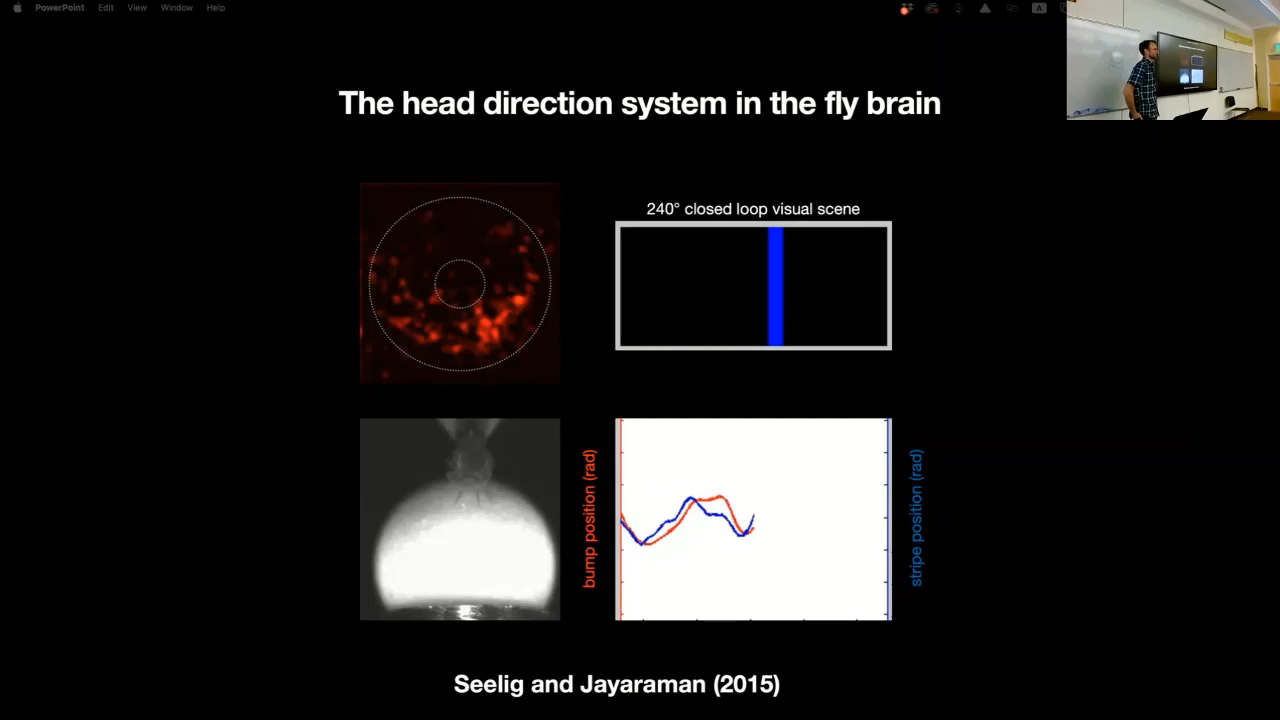 PowerPoint Edit View Window Help
A
The head direction system in the fly brain
240° closed loop visual scene
bump position (rad)
stripe position (rad)
Seelig and Jayaraman (2015)